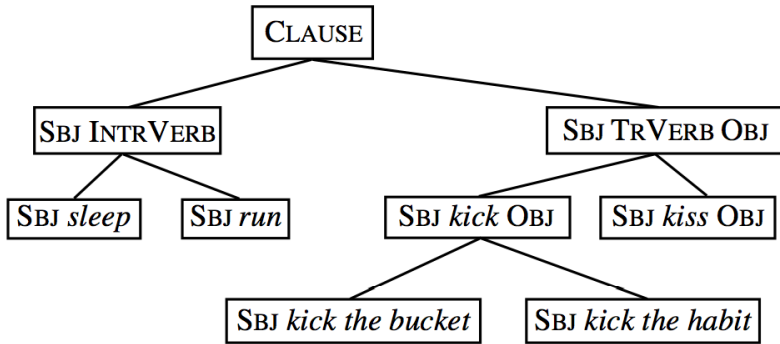 CLAUSE
SBJ INTRVERB
SBJ TRVERB OBJ
SBJ sleep
SBJ run
SBJ kick OBJ
SBJ kiss OBJ
SBJ kick the bucket
SBJ kick the habit